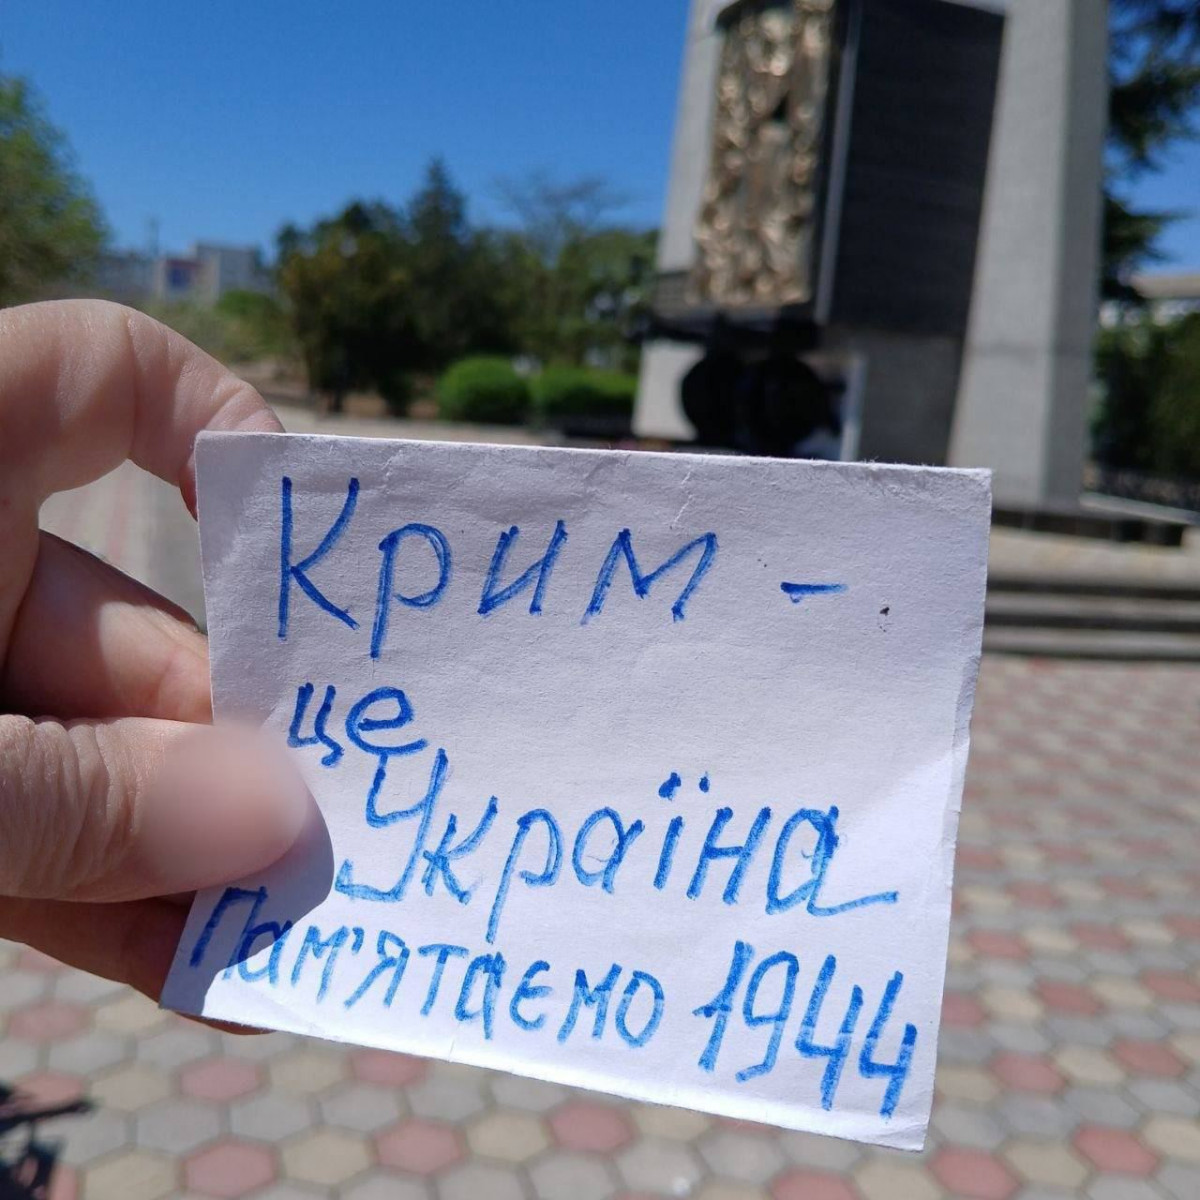 Крим -
це
Україна
Пам'ятаємо 1944